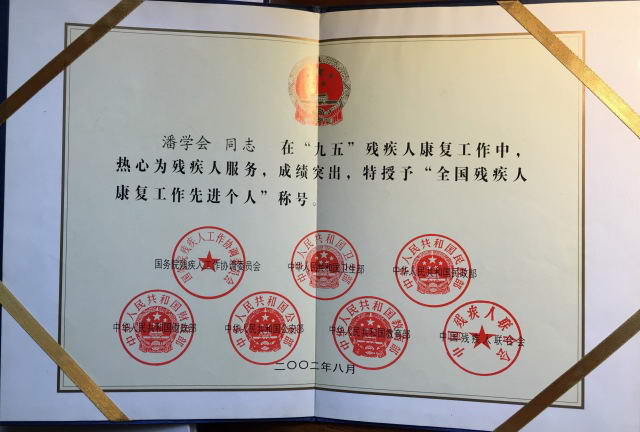 潘学会 同志 在“九五”残疾人康复工作中，
热心为残疾人服务，成绩突出，特授予“全国残疾人
康复工作先进个人”称号。
国务院残疾人工作协调委员会 中华人民共和国卫生部 中华人民共和国民政部
中华人民共和国财政部 中华人民共和国公安部 中华人民共和国教育部 中国残疾人联合会
二〇〇二年八月